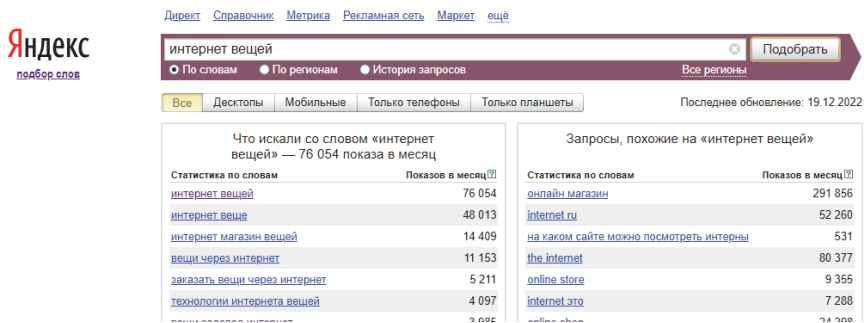 Директ Справочник Метрика Рекламная сеть Маркет ещё
Яндекс
подбор слов
интернет вещей Подобрать
По словам По регионам История запросов Все регионы
Все Десктопы Мобильные Только телефоны Только планшеты Последнее обновление: 19.12.2022
Что искали со словом «интернет
вещей» — 76 054 показа в месяц
Статистика по словам Показов в месяц ?
интернет вещей 76 054
интернет веще 48 013
интернет магазин вещей 14 409
вещи через интернет 11 153
заказать вещи через интернет 5 211
технологии интернета вещей 4 097
Запросы, похожие на «интернет вещей»
Статистика по словам Показов в месяц ?
онлайн магазин 291 856
internet ru 52 260
на каком сайте можно посмотреть интерны 531
the internet 80 377
online store 9 355
internet это 7 288